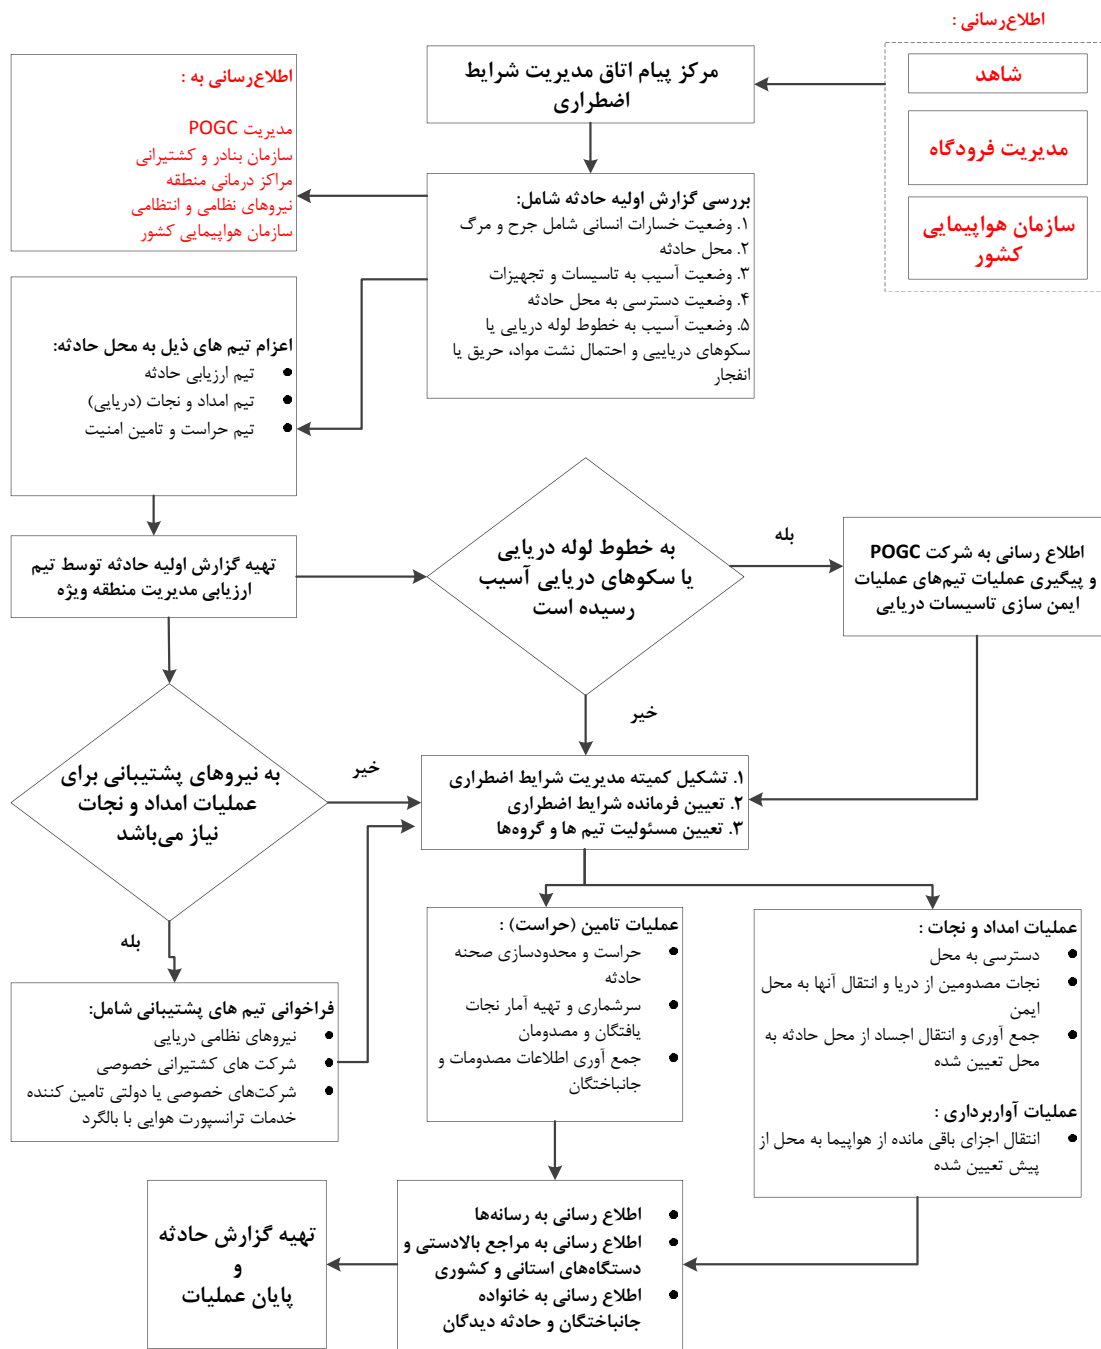 اطلاع‌رسانی :
شاهد
مدیریت فرودگاه
سازمان هواپیمایی
کشور
مرکز پیام اتاق مدیریت شرایط
اضطراری
اطلاع‌رسانی به :
مدیریت POGC
سازمان بنادر و کشتیرانی
مراکز درمانی منطقه
نیروهای نظامی و انتظامی
سازمان هواپیمایی کشور
بررسی گزارش اولیه حادثه شامل:
۱. وضعیت خسارات انسانی شامل جرح و مرگ
۲. محل حادثه
۳. وضعیت آسیب به تاسیسات و تجهیزات
۴. وضعیت دسترسی به محل حادثه
۵. وضعیت آسیب به خطوط لوله دریایی یا
سکوهای دریاییی و احتمال نشت مواد، حریق یا
انفجار
اعزام تیم های ذیل به محل حادثه:
● تیم ارزیابی حادثه
● تیم امداد و نجات (دریایی)
● تیم حراست و تامین امنیت
تهیه گزارش اولیه حادثه توسط تیم
ارزیابی مدیریت منطقه ویژه
به خطوط لوله دریایی
یا سکوهای دریایی آسیب
رسیده است
بله
اطلاع رسانی به شرکت POGC
و پیگیری عملیات تیم‌های عملیات
ایمن سازی تاسیسات دریایی
خیر
به نیروهای پشتیبانی برای
عملیات امداد و نجات
نیاز می‌باشد
خیر
۱. تشکیل کمیته مدیریت شرایط اضطراری
۲. تعیین فرمانده شرایط اضطراری
۳. تعیین مسئولیت تیم ها و گروه‌ها
بله
فراخوانی تیم های پشتیبانی شامل:
● نیروهای نظامی دریایی
● شرکت های کشتیرانی خصوصی
● شرکت‌های خصوصی یا دولتی تامین کننده
خدمات ترانسپورت هوایی با بالگرد
عملیات تامین (حراست) :
● حراست و محدودسازی صحنه
حادثه
● سرشماری و تهیه آمار نجات
یافتگان و مصدومان
● جمع آوری اطلاعات مصدومات و
جانباختگان
عملیات امداد و نجات :
● دسترسی به محل
● نجات مصدومین از دریا و انتقال آنها به محل
ایمن
● جمع آوری و انتقال اجساد از محل حادثه به
محل تعیین شده
عملیات آواربرداری :
● انتقال اجزای باقی مانده از هواپیما به محل از
پیش تعیین شده
● اطلاع رسانی به رسانه‌ها
● اطلاع رسانی به مراجع بالادستی و
دستگاه‌های استانی و کشوری
● اطلاع رسانی به خانواده
جانباختگان و حادثه دیدگان
تهیه گزارش حادثه
و
پایان عملیات